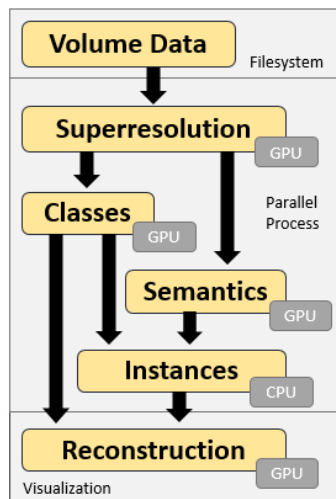 Volume Data
Filesystem
Superresolution
GPU
Parallel
Process
Classes
GPU
Semantics
GPU
Instances
CPU
Reconstruction
GPU
Visualization